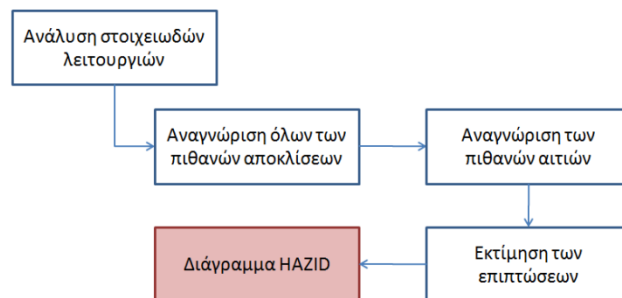 Ανάλυση στοιχειωδών
λειτουργιών
Αναγνώριση όλων των
πιθανών αποκλίσεων
Αναγνώριση των
πιθανών αιτιών
Εκτίμηση των
επιπτώσεων
Διάγραμμα HAZID